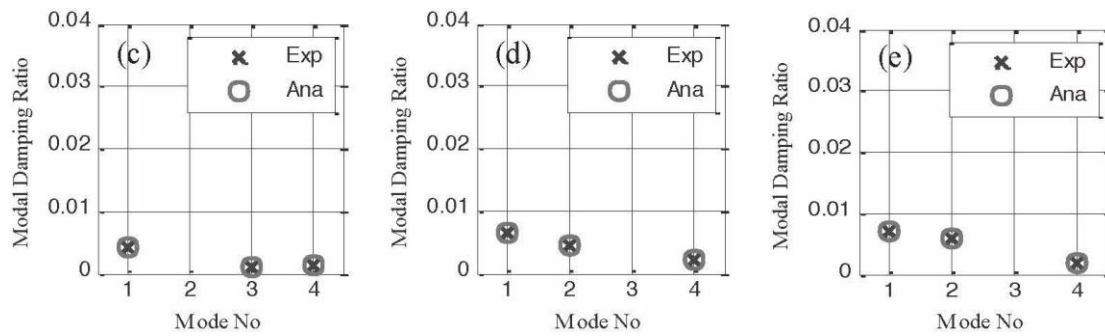 (c)
Exp
Ana
0.04
0.03
0.02
0.01
0
1 2 3 4
Modal Damping Ratio
Mode No
(d)
Exp
Ana
0.04
0.03
0.02
0.01
0
1 2 3 4
Modal Damping Ratio
Mode No
(e)
Exp
Ana
0.04
0.03
0.02
0.01
0
1 2 3 4
Modal Damping Ratio
Mode No